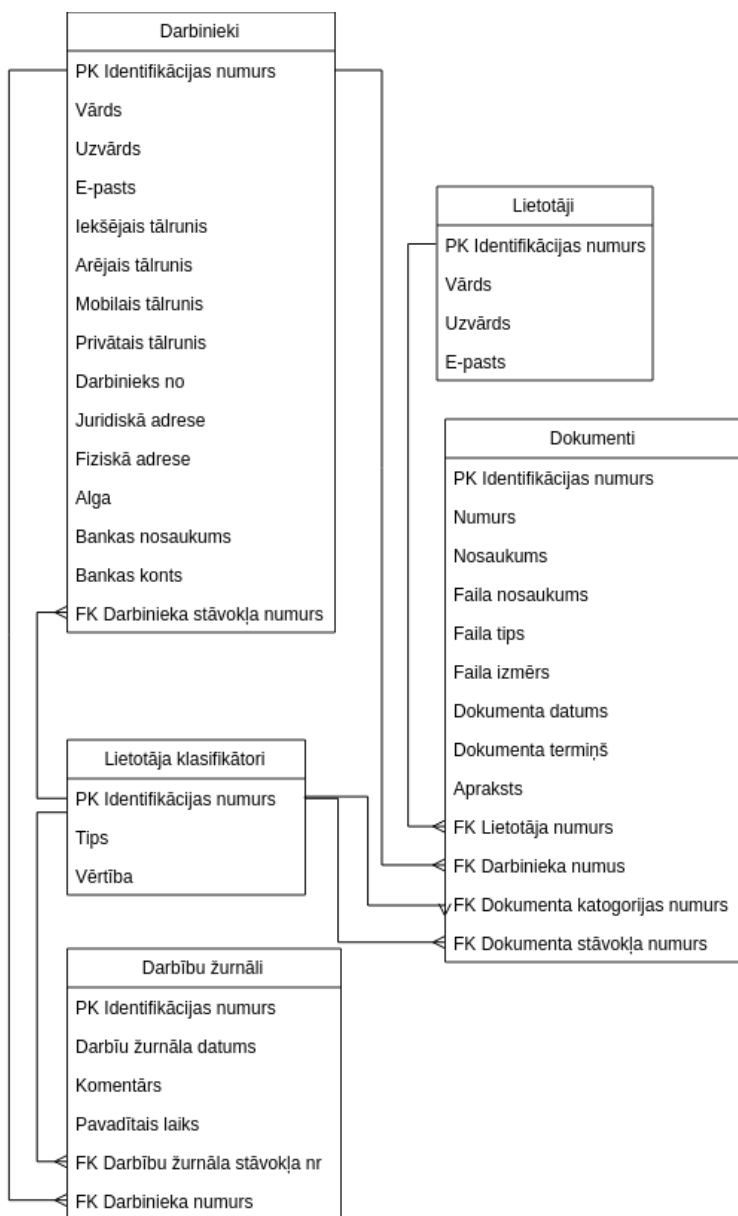 Darbinieki
PK Identifikācijas numurs
Vārds
Uzvārds
E-pasts
Iekšējais tālrunis
Arējais tālrunis
Mobilais tālrunis
Privātais tālrunis
Darbinieks no
Juridiskā adrese
Fiziskā adrese
Alga
Bankas nosaukums
Bankas konts
FK Darbinieka stāvokļa numurs
Lietotāji
PK Identifikācijas numurs
Vārds
Uzvārds
E-pasts
Dokumenti
PK Identifikācijas numurs
Numurs
Nosaukums
Faila nosaukums
Faila tips
Faila izmērs
Dokumenta datums
Dokumenta termiņš
Apraksts
FK Lietotāja numurs
FK Darbinieka numus
FK Dokumenta katogorijas numurs
FK Dokumenta stāvokļa numurs
Lietotāja klasifikātori
PK Identifikācijas numurs
Tips
Vērtība
Darbību žurnāli
PK Identifikācijas numurs
Darbīu žurnāla datums
Komentārs
Pavadītais laiks
FK Darbību žurnāla stāvokļa nr
FK Darbinieka numurs